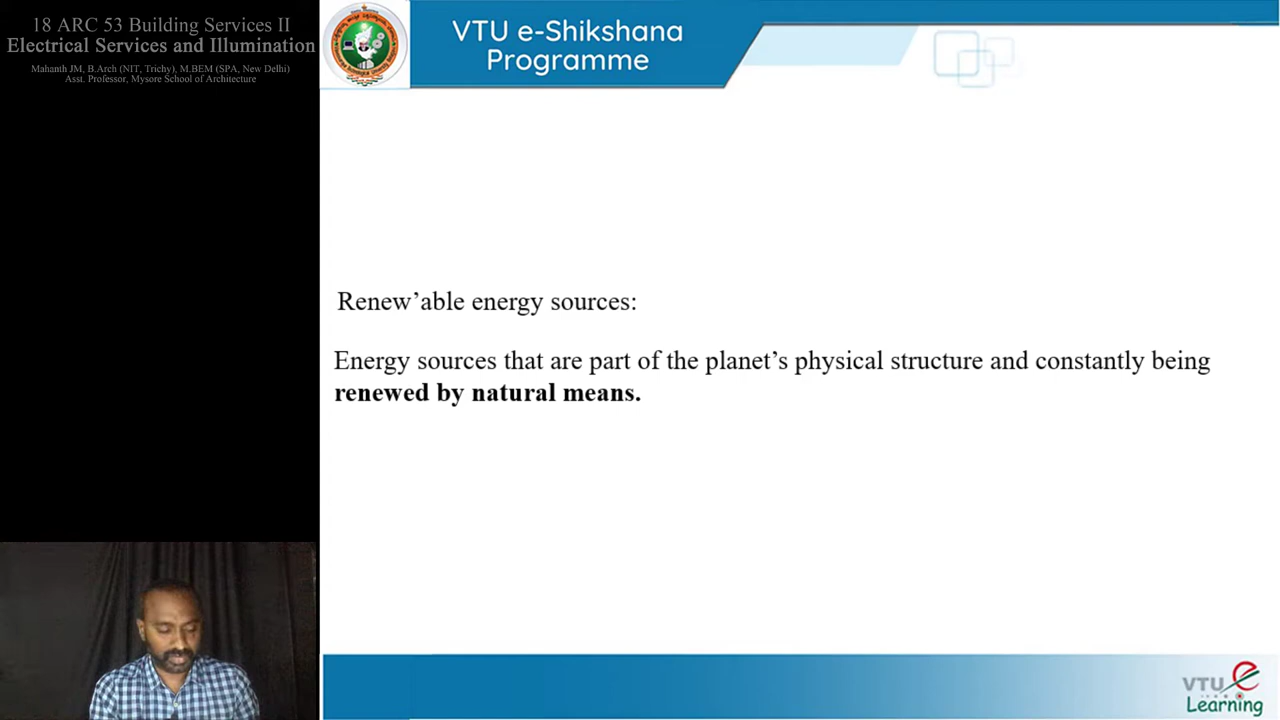 18 ARC 53 Building Services II
Electrical Services and Illumination
Mahanth JM, B.Arch (NIT, Trichy), M.BEM (SPA, New Delhi)
Asst. Professor, Mysore School of Architecture
VTU e-Shikshana
Programme
Renew’able energy sources:
Energy sources that are part of the planet’s physical structure and constantly being
renewed by natural means.
VTU e
Learning